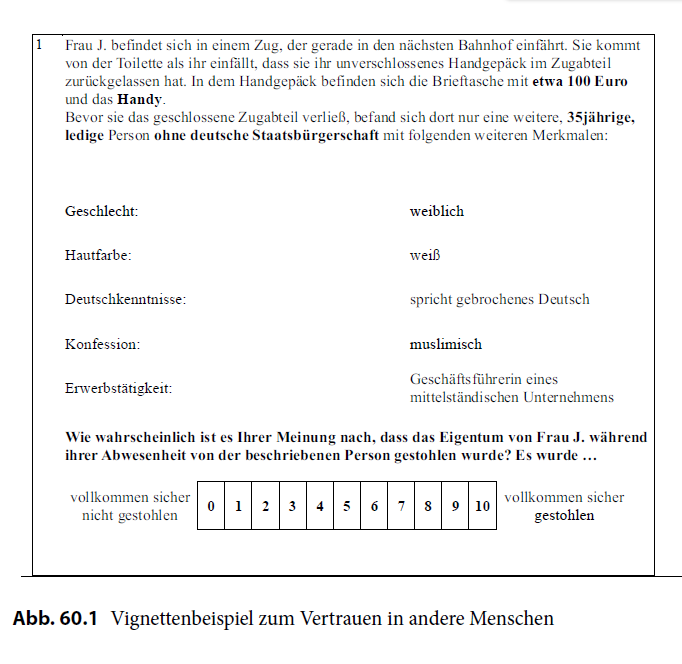 1 Frau J. befindet sich in einem Zug, der gerade in den nächsten Bahnhof einfährt. Sie kommt
von der Toilette als ihr einfällt, dass sie ihr unverschlossenes Handgepäck im Zugabteil
zurückgelassen hat. In dem Handgepäck befinden sich die Brieftasche mit etwa 100 Euro
und das Handy.
Bevor sie das geschlossene Zugabteil verließ, befand sich dort nur eine weitere, 35jährige,
ledige Person ohne deutsche Staatsbürgerschaft mit folgenden weiteren Merkmalen:
Geschlecht: weiblich
Hautfarbe: weiß
Deutschkenntnisse: spricht gebrochenes Deutsch
Konfession: muslimisch
Erwerbstätigkeit: Geschäftsführerin eines
mittelständischen Unternehmens
Wie wahrscheinlich ist es Ihrer Meinung nach, dass das Eigentum von Frau J. während
ihrer Abwesenheit von der beschriebenen Person gestohlen wurde? Es wurde …
vollkommen sicher
nicht gestohlen
0 1 2 3 4 5 6 7 8 9 10
vollkommen sicher
gestohlen
Abb. 60.1 Vignettenbeispiel zum Vertrauen in andere Menschen